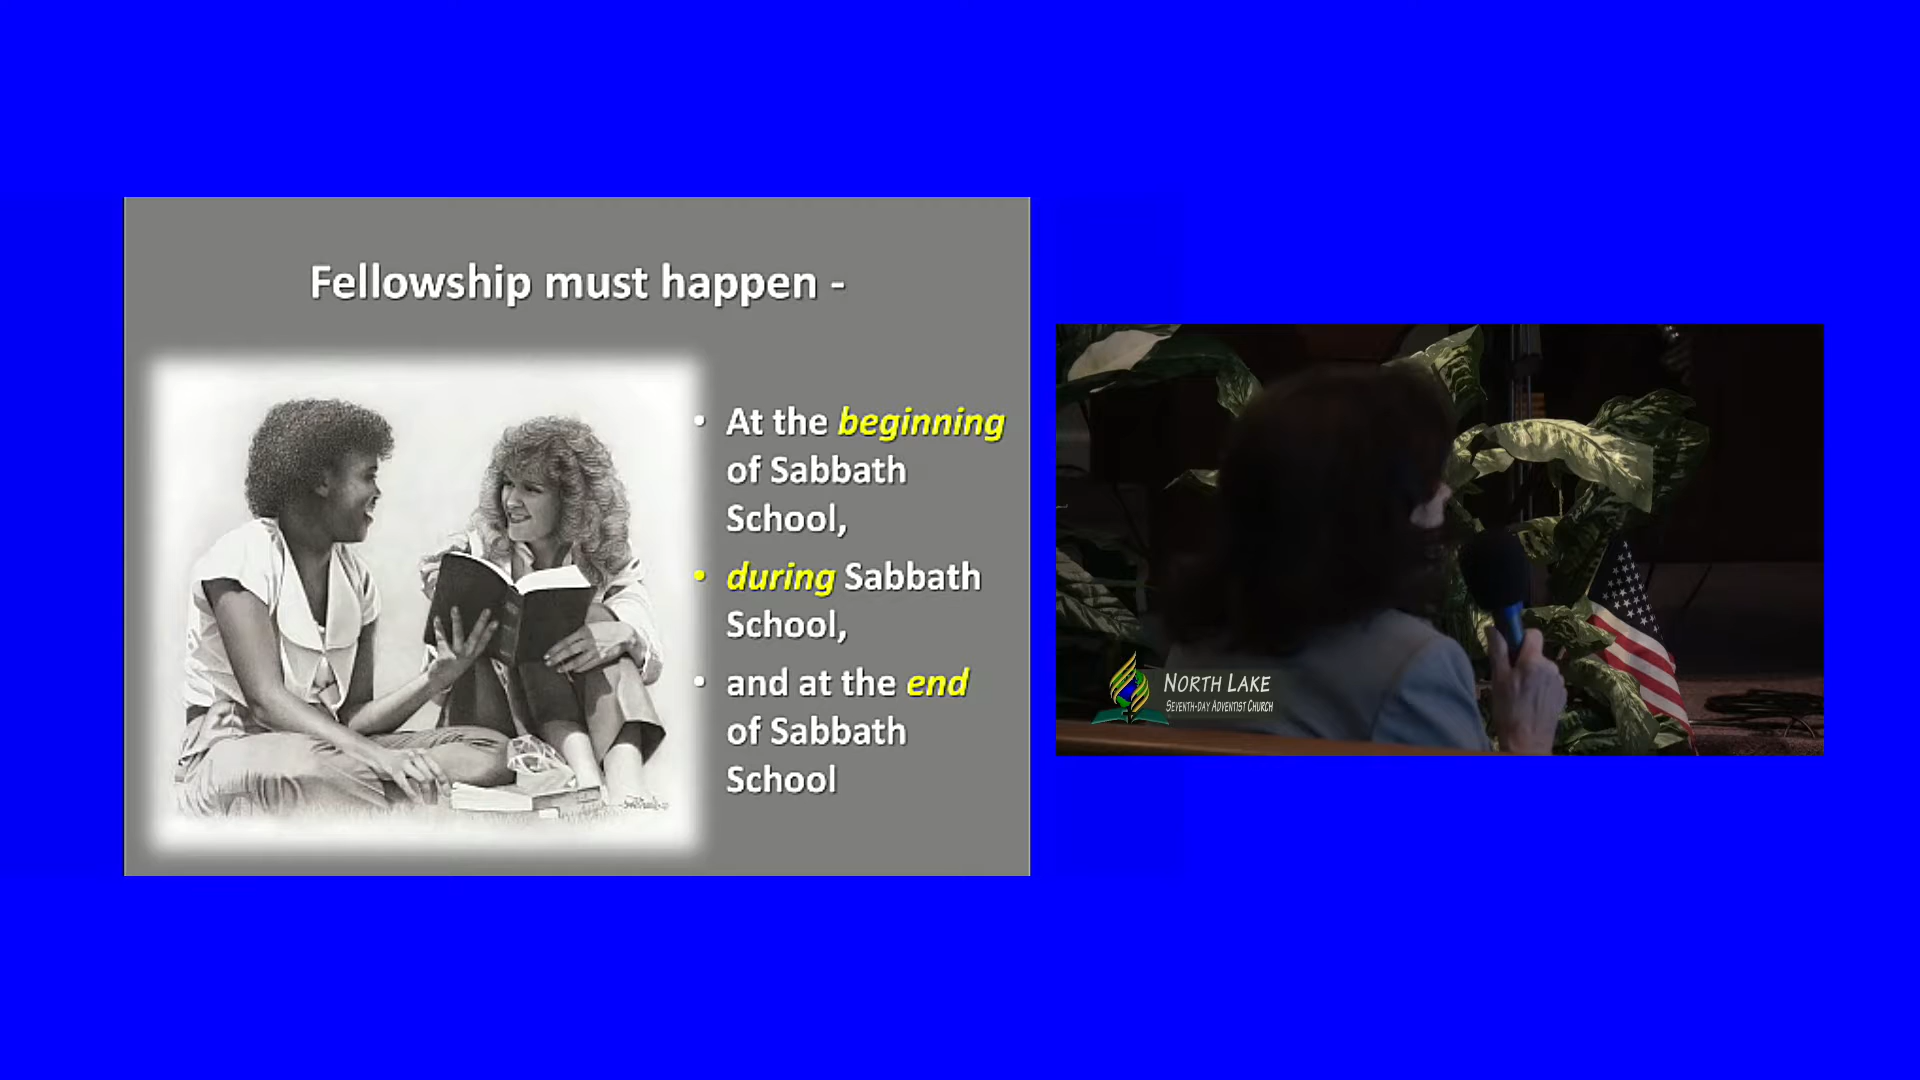 Fellowship must happen -
• At the beginning
of Sabbath
School,
• during Sabbath
School,
• and at the end
of Sabbath
School
NORTH LAKE
SEVENTH-DAY ADVENTIST CHURCH